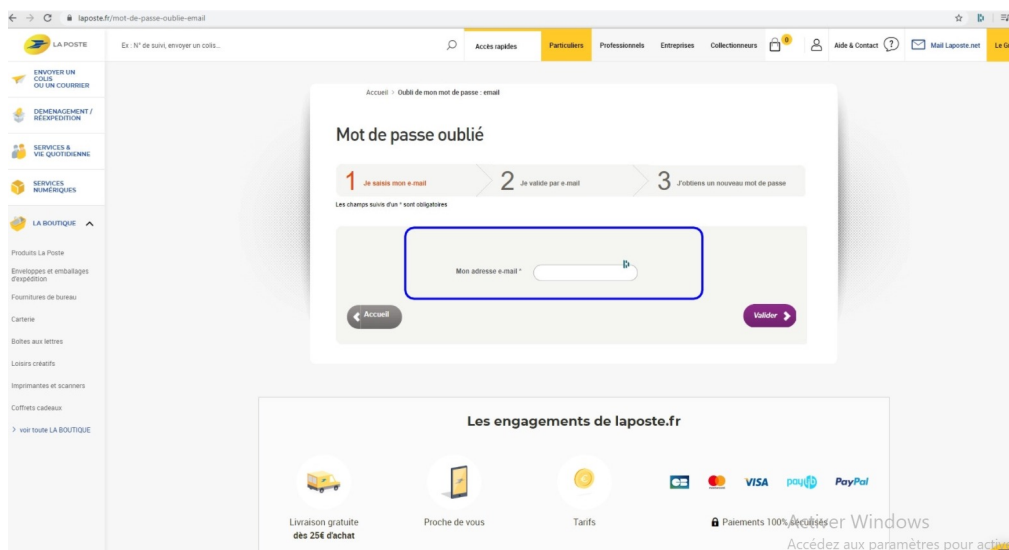 laposte.fr/mot-de-passe-oublie-email
LA POSTE
Ex : N° de suivi, envoyer un colis...
Accès rapides
Particuliers
Professionnels
Entreprises
Collectionneurs
0
Aide & Contact ?
Mail Laposte.net
ENVOYER UN
COLIS
OU UN COURRIER
DEMENAGEMENT /
RÉEXPEDITION
SERVICES &
VIE QUOTIDIENNE
SERVICES
NUMÉRIQUES
LA BOUTIQUE
Produits La Poste
Enveloppes et emballages
d'expédition
Fournitures de bureau
Carterie
Boîtes aux lettres
Loisirs créatifs
Imprimantes et scanners
Coffrets cadeaux
> voir toute LA BOUTIQUE
Accueil > Oubli de mon mot de passe : email
Mot de passe oublié
1 Je saisis mon e-mail
2 Je valide par e-mail
3 J'obtiens un nouveau mot de passe
Les champs suivis d'un * sont obligatoires
Mon adresse e-mail *
Accueil
Valider
Les engagements de laposte.fr
Livraison gratuite
dès 25€ d'achat
Proche de vous
Tarifs
CB
VISA
paylib
PayPal
Paiements 100% sécurisés
Activer Windows
Accédez aux paramètres pour